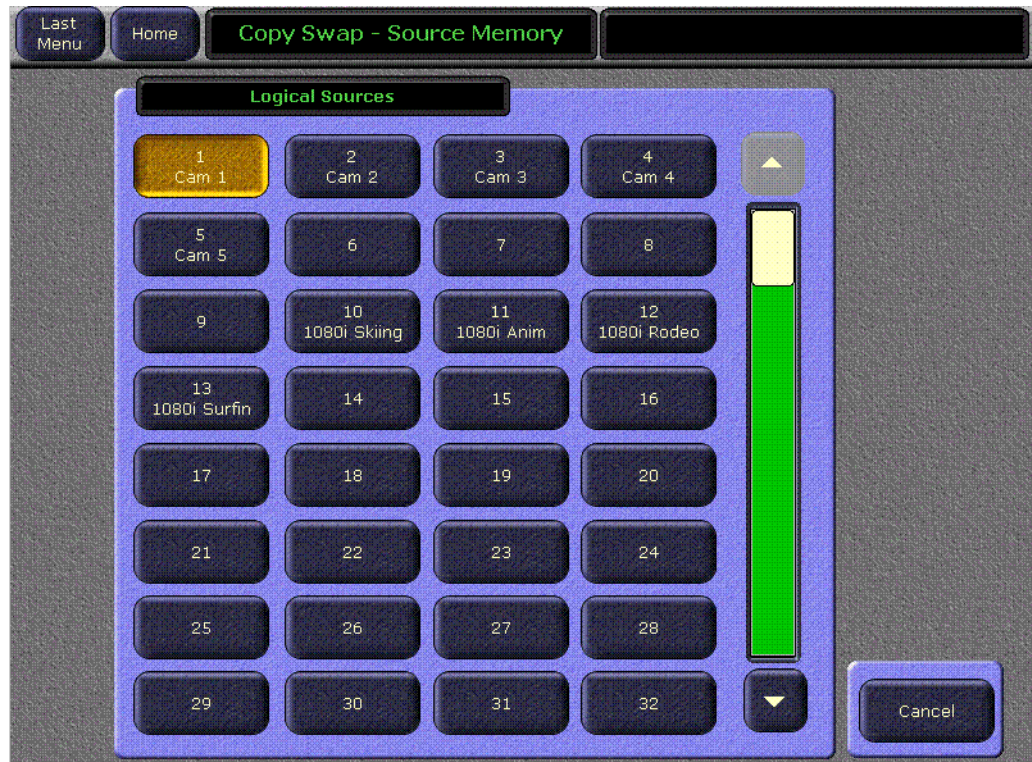 Last
Menu
Home
Copy Swap - Source Memory
Logical Sources
1
Cam 1
2
Cam 2
3
Cam 3
4
Cam 4
5
Cam 5
6
7
8
9
10
1080i Skiing
11
1080i Anim
12
1080i Rodeo
13
1080i Surfin
14
15
16
17
18
19
20
21
22
23
24
25
26
27
28
29
30
31
32
Cancel